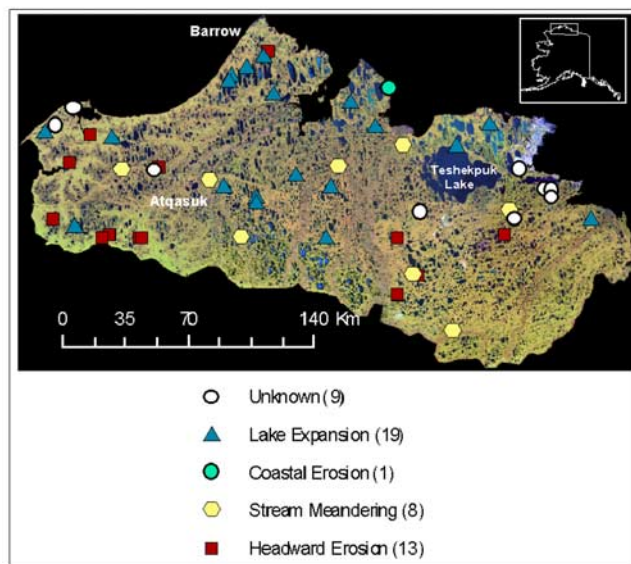 Barrow
Teshekpuk
Lake
Atqasuk
0 35 70 140 Km
Unknown (9)
Lake Expansion (19)
Coastal Erosion (1)
Stream Meandering (8)
Headward Erosion (13)